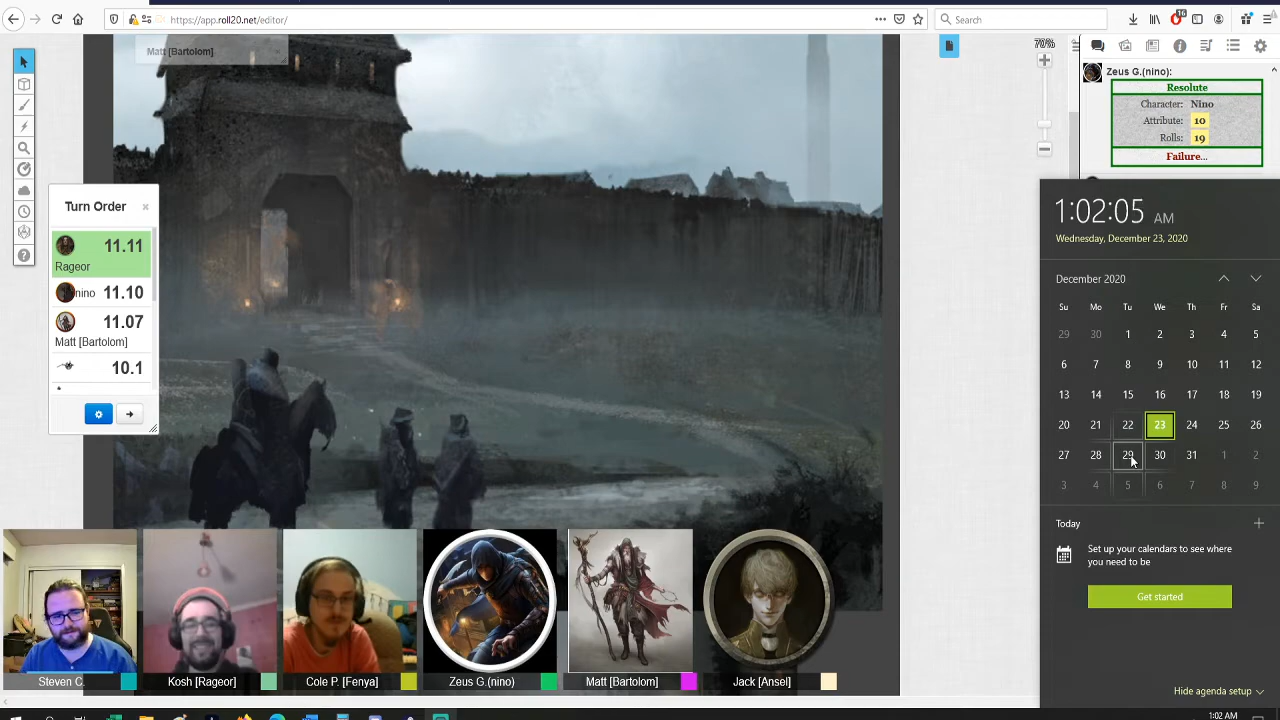 https://app.roll20.net/editor/
Search
16
Matt [Bartolom]
70%
Zeus G.(nino):
Resolute
Character: Nino
Attribute: 10
Rolls: 19
Failure...
Turn Order
11.11
Rageor
nino 11.10
11.07
Matt [Bartolom]
10.1
1:02:05 AM
Wednesday, December 23, 2020
December 2020
Su Mo Tu We Th Fr Sa
29 30 1 2 3 4 5
6 7 8 9 10 11 12
13 14 15 16 17 18 19
20 21 22 23 24 25 26
27 28 29 30 31 1 2
3 4 5 6 7 8 9
Today
Set up your calendars to see where
you need to be
Get started
Hide agenda setup
Steven C.
Kosh [Rageor]
Cole P. [Fenya]
Zeus G.(nino)
Matt [Bartolom]
Jack [Ansel]
1:02 AM